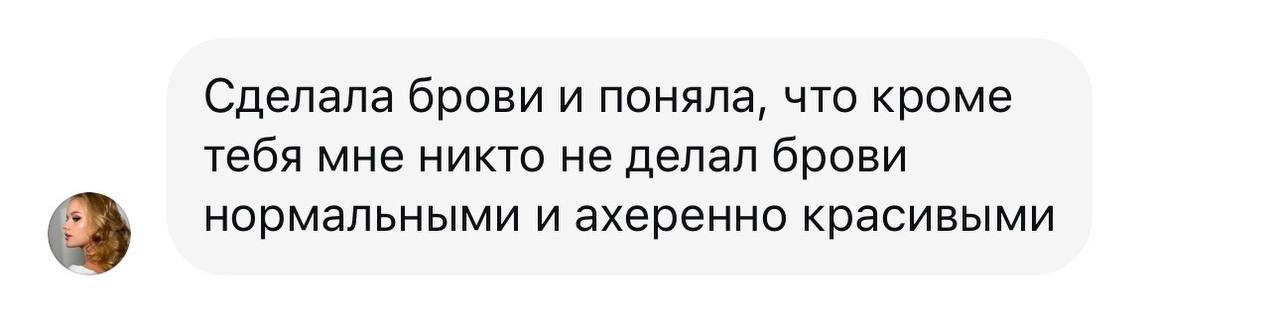 Сделала брови и поняла, что кроме
тебя мне никто не делал брови
нормальными и ахеренно красивыми